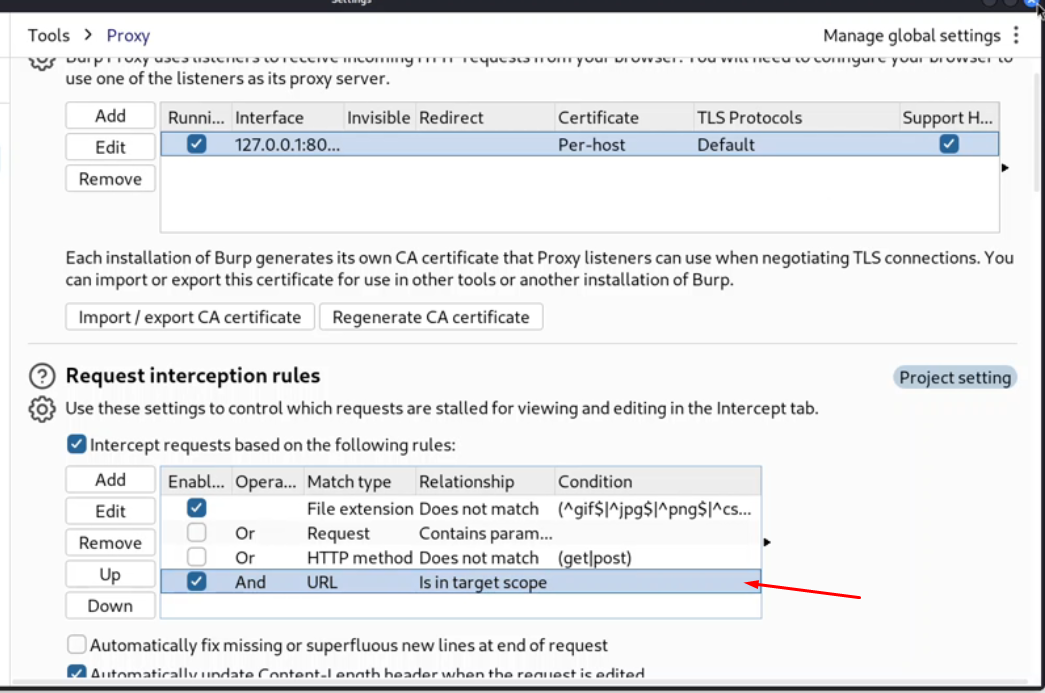 Settings
Tools > Proxy
Manage global settings
Burp Proxy uses listeners to receive incoming HTTP requests from your browser. You will need to configure your browser to
use one of the listeners as its proxy server.
Add
Edit
Remove
Runni... Interface Invisible Redirect Certificate TLS Protocols Support H...
127.0.0.1:80... Per-host Default
Each installation of Burp generates its own CA certificate that Proxy listeners can use when negotiating TLS connections. You
can import or export this certificate for use in other tools or another installation of Burp.
Import / export CA certificate Regenerate CA certificate
Request interception rules
Project setting
Use these settings to control which requests are stalled for viewing and editing in the Intercept tab.
Intercept requests based on the following rules:
Add
Edit
Remove
Up
Down
Enabl... Opera... Match type Relationship Condition
File extension Does not match (^gif$|^jpg$|^png$|^cs...
Or Request Contains param...
Or HTTP method Does not match (get|post)
And URL Is in target scope
Automatically fix missing or superfluous new lines at end of request
Automatically update Content-Length header when the request is edited